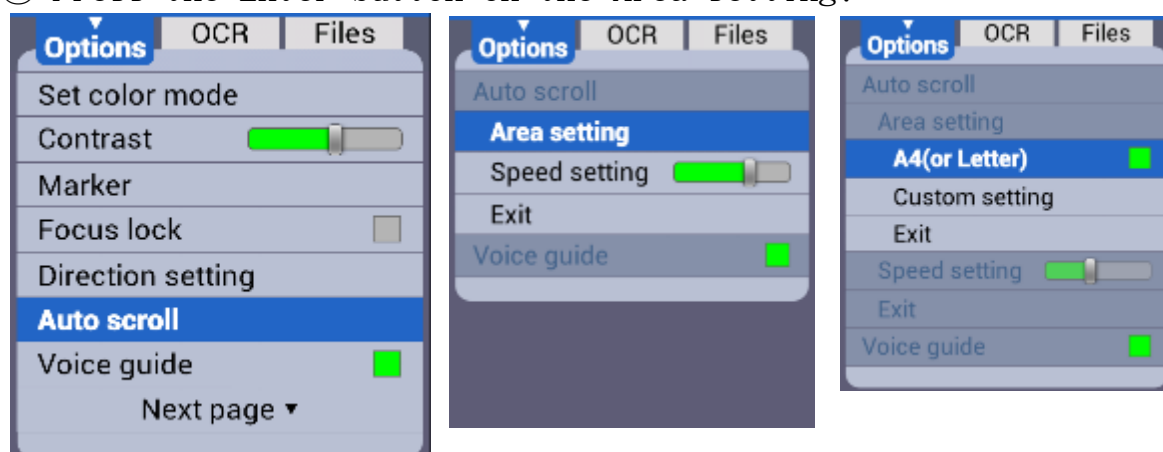 Options OCR Files
Set color mode
Contrast
Marker
Focus lock
Direction setting
Auto scroll
Voice guide
Next page ▼
Options OCR Files
Auto scroll
Area setting
Speed setting
Exit
Voice guide
Options OCR Files
Auto scroll
Area setting
A4(or Letter)
Custom setting
Exit
Speed setting
Exit
Voice guide